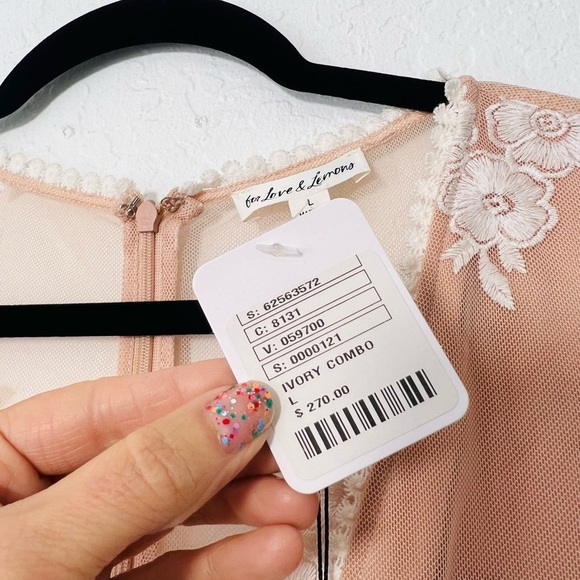 for Love & Lemons
L
S: 62563572
C: 8131
V: 059700
S: 0000121
IVORY COMBO
L
$ 270.00